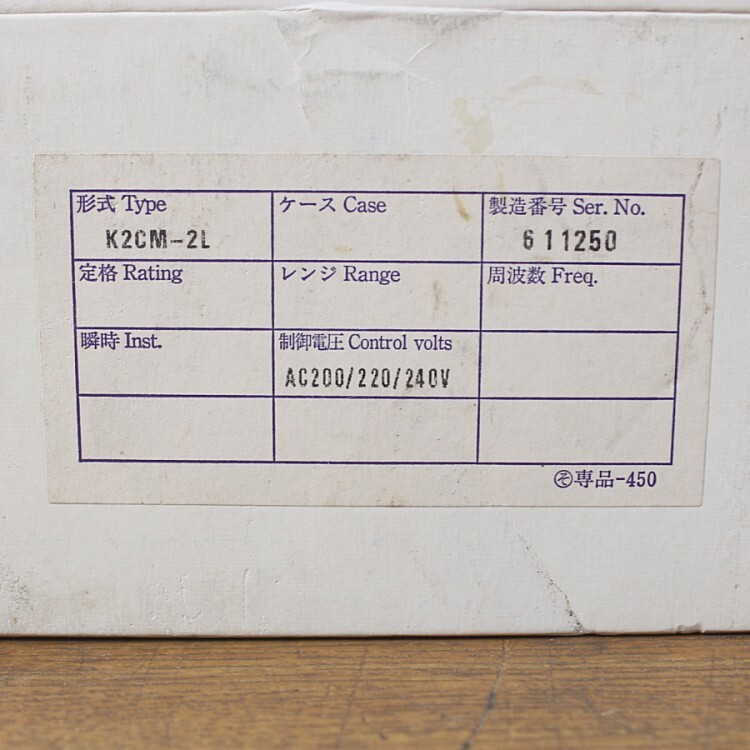 形式 Type
K2CM-2L
ケース Case
製造番号 Ser. No.
611250
定格 Rating
レンジ Range
周波数 Freq.
瞬時 Inst.
制御電圧 Control volts
AC200/220/240V
㋞専品-450